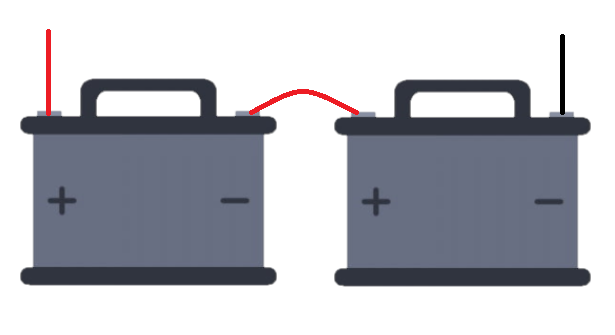 + − + −